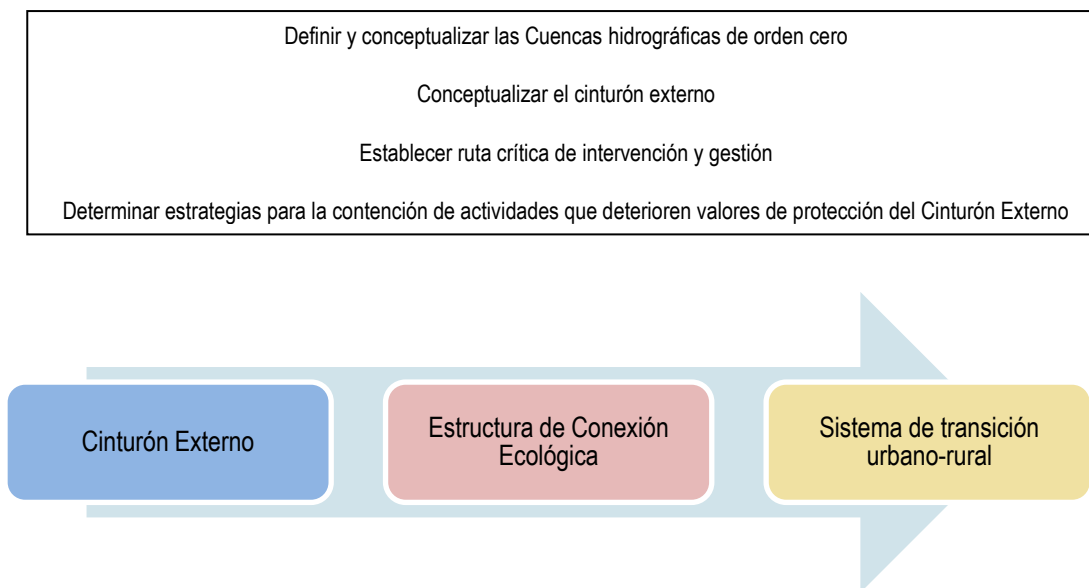 Definir y conceptualizar las Cuencas hidrográficas de orden cero
Conceptualizar el cinturón externo
Establecer ruta crítica de intervención y gestión
Determinar estrategias para la contención de actividades que deterioren valores de protección del Cinturón Externo
Cinturón Externo
Estructura de Conexión
Ecológica
Sistema de transición
urbano-rural